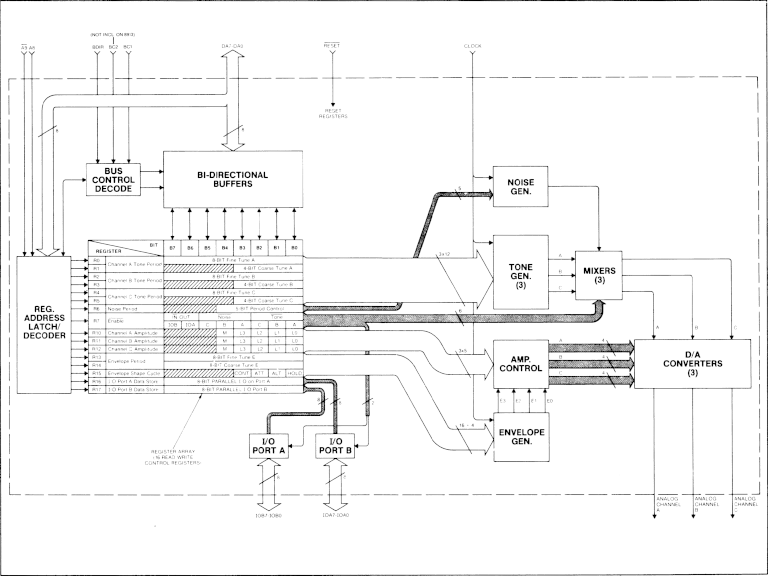 (NOT INCL. ON 8913)
A9 A8 BDIR BC2 BC1 DA7-DA0 RESET CLOCK
RESET
REGISTERS
8
8
BUS
CONTROL
DECODE
BI-DIRECTIONAL
BUFFERS
NOISE
GEN.
5
REGISTER BIT B7 B6 B5 B4 B3 B2 B1 B0
R0 Channel A Tone Period 8-BIT Fine Tune A
R1 4-BIT Coarse Tune A
R2 Channel B Tone Period 8-BIT Fine Tune B
R3 4-BIT Coarse Tune B
R4 Channel C Tone Period 8-BIT Fine Tune C
R5 4-BIT Coarse Tune C
R6 Noise Period 5-BIT Period Control
R7 Enable IN OUT Noise Tone
IOB IOA C B A C B A
R10 Channel A Amplitude M L3 L2 L1 L0
R11 Channel B Amplitude M L3 L2 L1 L0
R12 Channel C Amplitude M L3 L2 L1 L0
R13 Envelope Period 8-BIT Fine Tune E
R14 8-BIT Coarse Tune E
R15 Envelope Shape Cycle CONT ATT ALT HOLD
R16 I/O Port A Data Store 8-BIT PARALLEL I/O on Port A
R17 I/O Port B Data Store 8-BIT PARALLEL I/O Port B
REG.
ADDRESS
LATCH/
DECODER
3x12
TONE
GEN.
(3)
A
B
C
MIXERS
(3)
6
A B C
3x5
AMP.
CONTROL
A
B
C
4
4
4
D/A
CONVERTERS
(3)
E3 E2 E1 E0
16 + 4
ENVELOPE
GEN.
I/O
PORT A
I/O
PORT B
REGISTER ARRAY
(16 READ WRITE
CONTROL REGISTERS)
IOB7-IOB0 IOA7-IOA0
ANALOG
CHANNEL
A
ANALOG
CHANNEL
B
ANALOG
CHANNEL
C